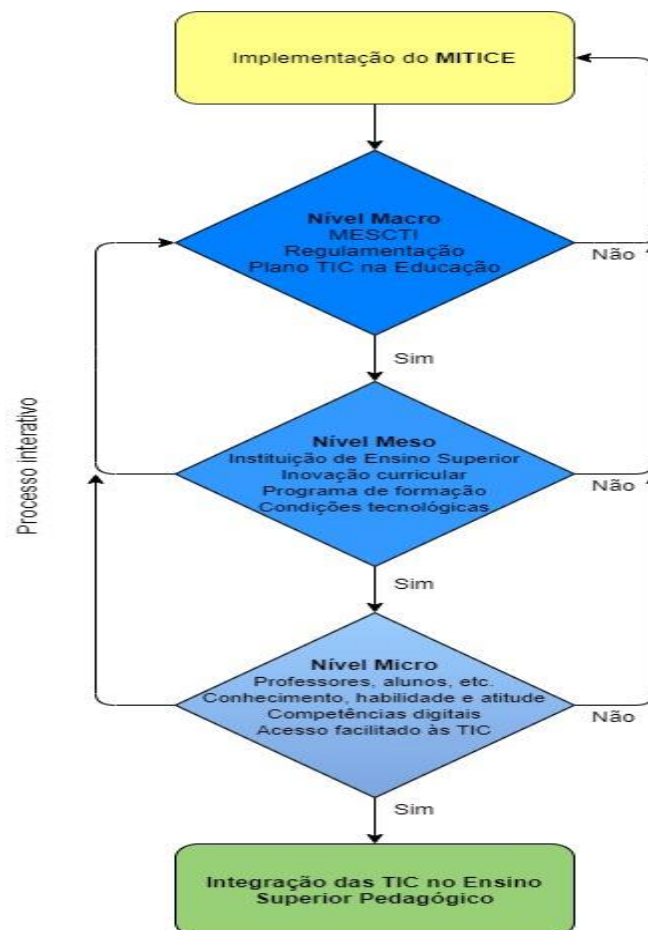 Implementação do MITICE
Nível Macro
MESCTI
Regulamentação
Plano TIC na Educação
Não
Sim
Nível Meso
Instituição de Ensino Superior
Inovação curricular
Programa de formação
Condições tecnológicas
Não
Processo interativo
Sim
Nível Micro
Professores, alunos, etc.
Conhecimento, habilidade e atitude
Competências digitais
Acesso facilitado às TIC
Não
Sim
Integração das TIC no Ensino
Superior Pedagógico